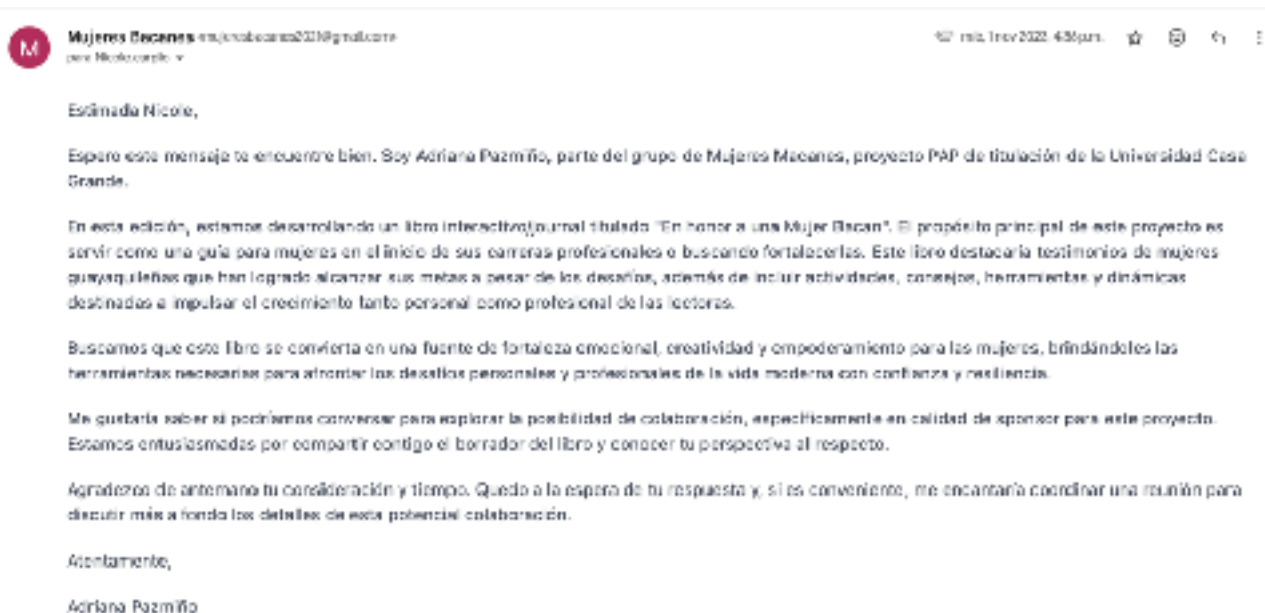 M
Mujeres Bacanas
Estimada Nicole,
Espero este mensaje te encuentre bien. Soy Adriana Pazmiño, parte del grupo de Mujeres Macanas, proyecto PAP de titulación de la Universidad Casa
Grande.
En esta edición, estamos desarrollando un libro interactivo/journal titulado "En honor a una Mujer Bacan". El propósito principal de este proyecto es
servir como una guía para mujeres en el inicio de sus carreras profesionales o buscando fortalecerlas. Este libro destacaría testimonios de mujeres
guayaquileñas que han logrado alcanzar sus metas a pesar de los desafíos, además de incluir actividades, consejos, herramientas y dinámicas
destinadas a impulsar el crecimiento tanto personal como profesional de las lectoras.
Buscamos que este libro se convierta en una fuente de fortaleza emocional, creatividad y empoderamiento para las mujeres, brindándoles las
herramientas necesarias para afrontar los desafíos personales y profesionales de la vida moderna con confianza y resiliencia.
Me gustaría saber si podríamos conversar para explorar la posibilidad de colaboración, específicamente en calidad de sponsor para este proyecto.
Estamos entusiasmadas por compartir contigo el borrador del libro y conocer tu perspectiva al respecto.
Agradezco de antemano tu consideración y tiempo. Quedo a la espera de tu respuesta y, si es conveniente, me encantaría coordinar una reunión para
discutir más a fondo los detalles de esta potencial colaboración.
Atentamente,
Adriana Pazmiño